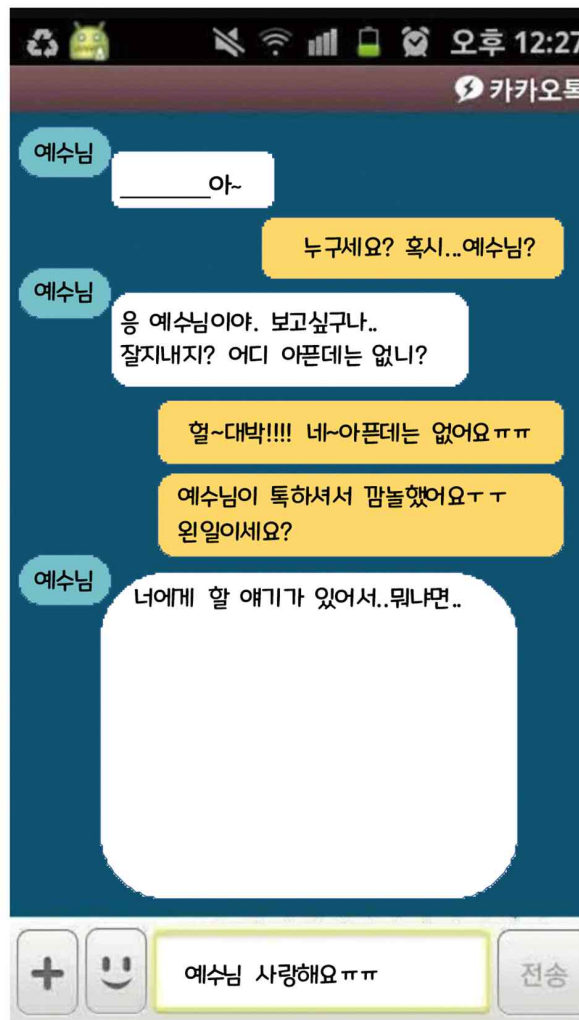 오후 12:27
카카오톡
예수님
________아~
누구세요? 혹시...예수님?
예수님
응 예수님이야. 보고싶구나..
잘지내지? 어디 아픈데는 없니?
헐~대박!!!! 네~아픈데는 없어요ㅠㅠ
예수님이 톡하셔서 깜놀했어요ㅜㅜ
왼일이세요?
예수님
너에게 할 얘기가 있어서..뭐냐면..
예수님 사랑해요ㅠㅠ
전송